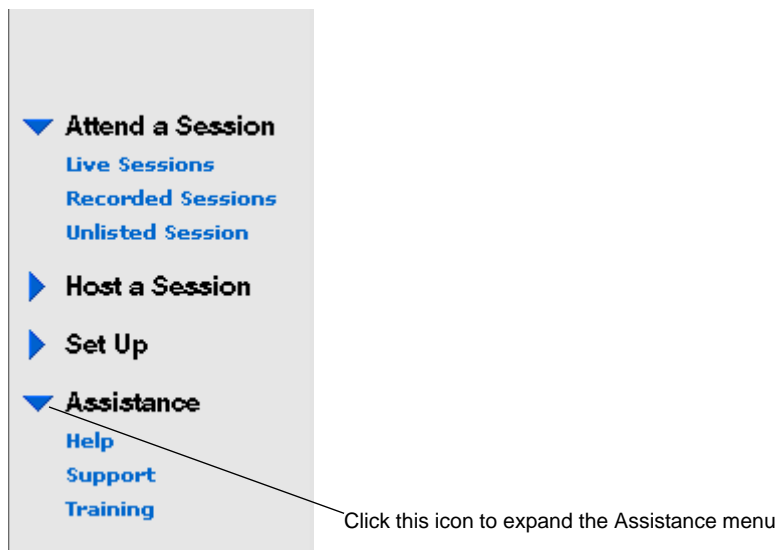 Attend a Session
Live Sessions
Recorded Sessions
Unlisted Session
Host a Session
Set Up
Assistance
Help
Support
Training
Click this icon to expand the Assistance menu